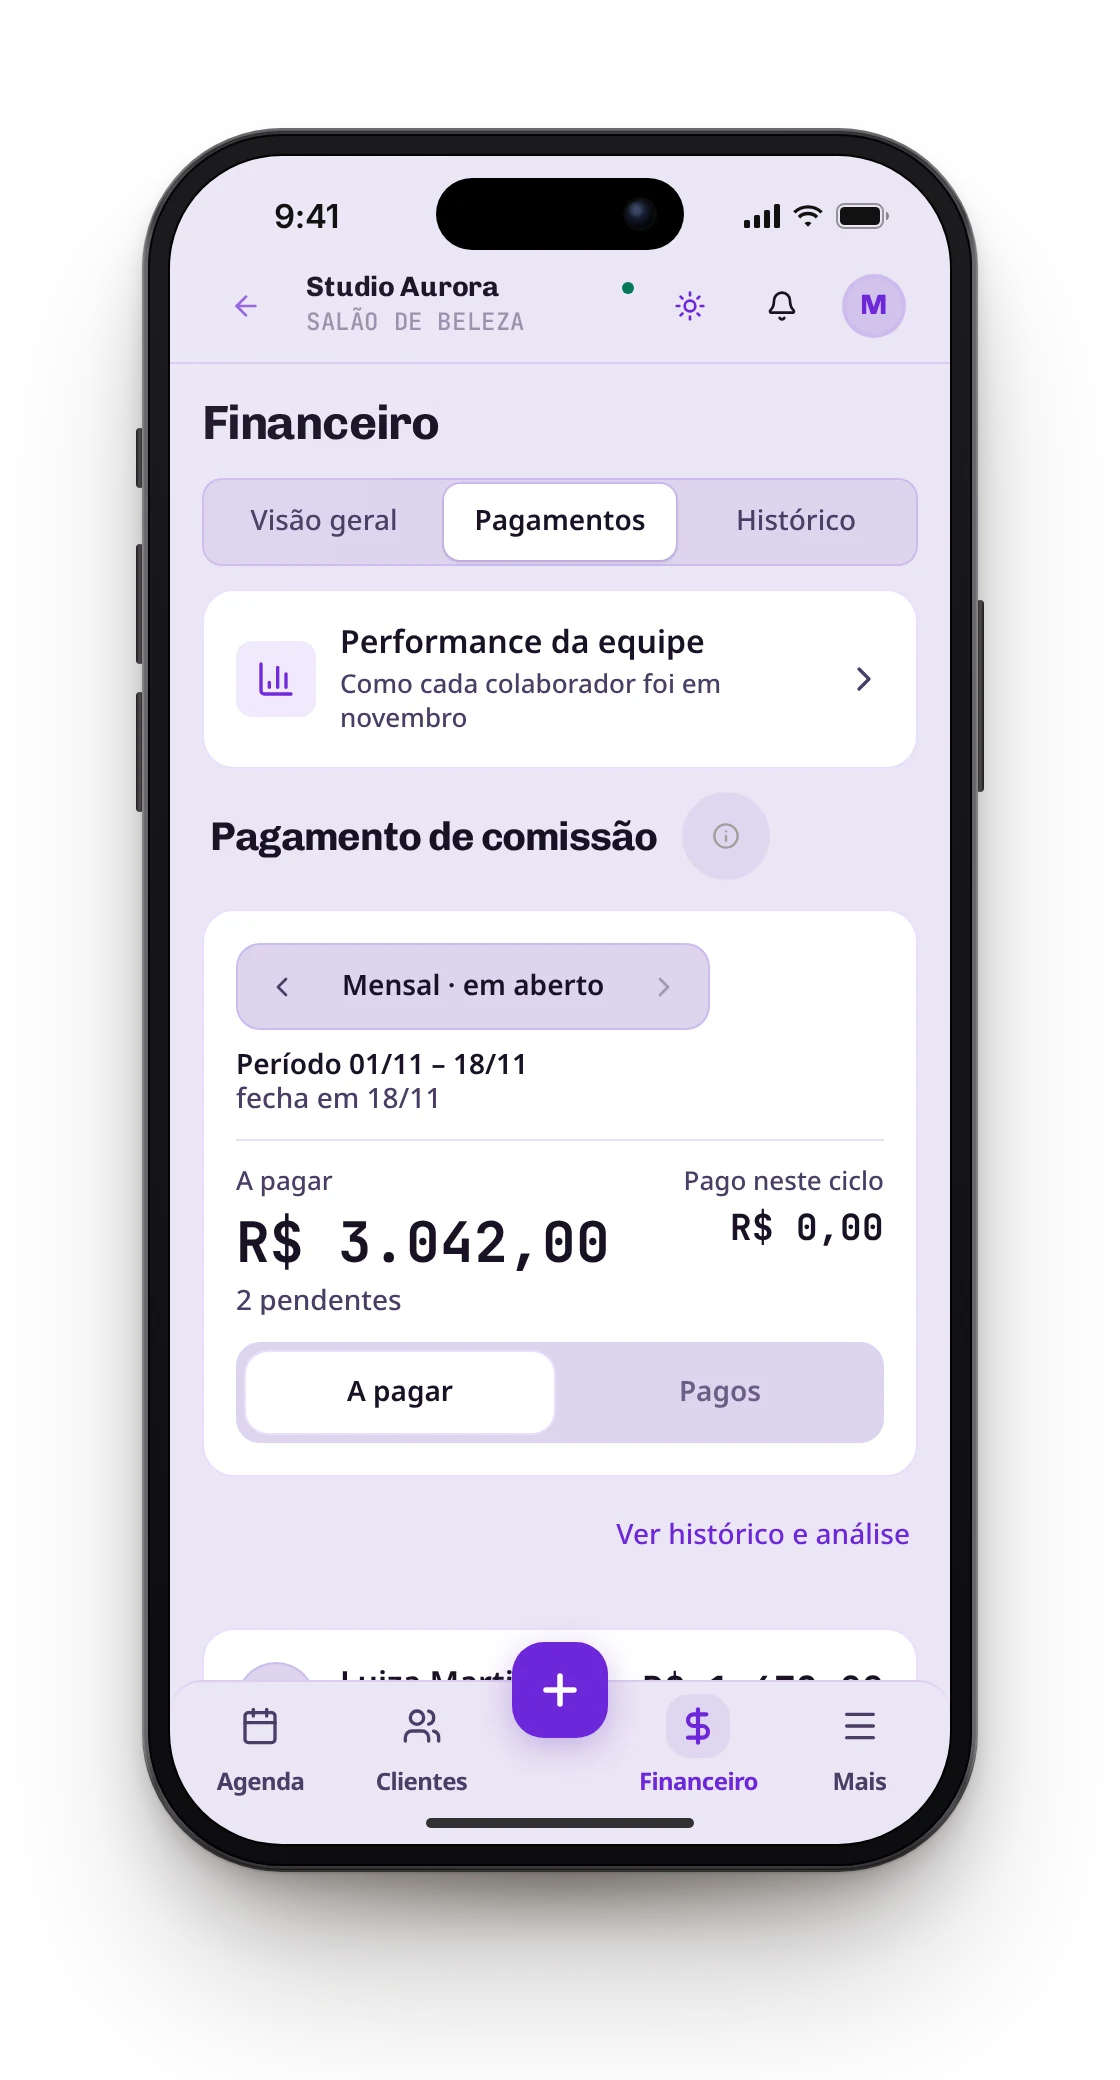 9:41
Studio Aurora
SALÃO DE BELEZA
M
Financeiro
Visão geral
Pagamentos
Histórico
Performance da equipe
Como cada colaborador foi em
novembro
Pagamento de comissão
Mensal · em aberto
Período 01/11 – 18/11
fecha em 18/11
A pagar
Pago neste ciclo
R$ 3.042,00
R$ 0,00
2 pendentes
A pagar
Pagos
Ver histórico e análise
Luiza
R$
Agenda
Clientes
Financeiro
Mais